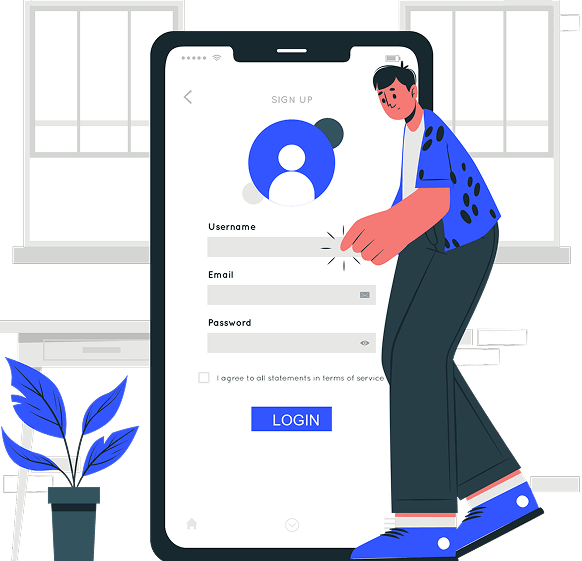 SIGN UP
Username
Email
Password
I agree to all statements in terms of service
LOGIN